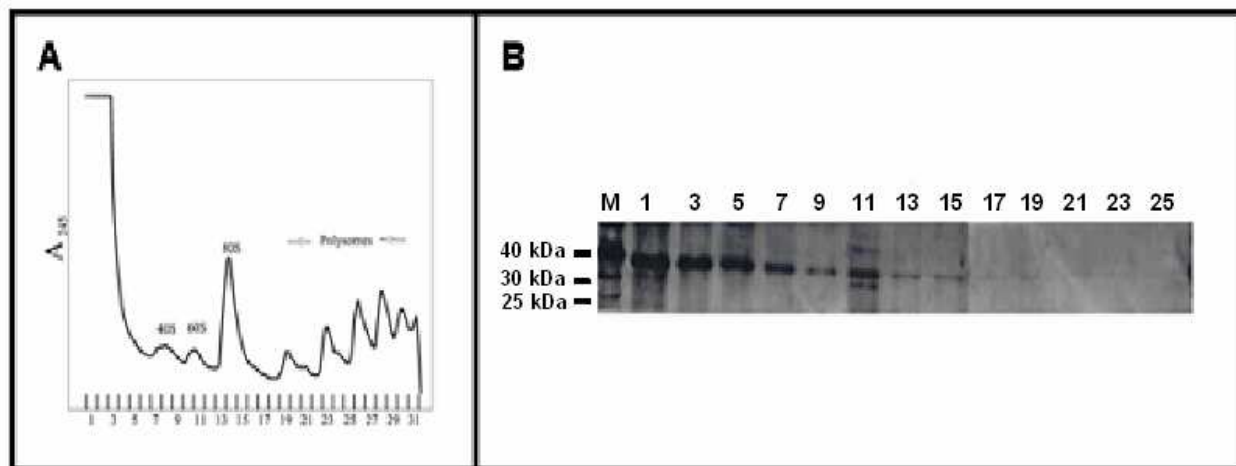 A
B
A 245
40S 60S 80S Polysomes
1 3 5 7 9 11 13 15 17 19 21 23 25 27 29 31
M 1 3 5 7 9 11 13 15 17 19 21 23 25
40 kDa
30 kDa
25 kDa